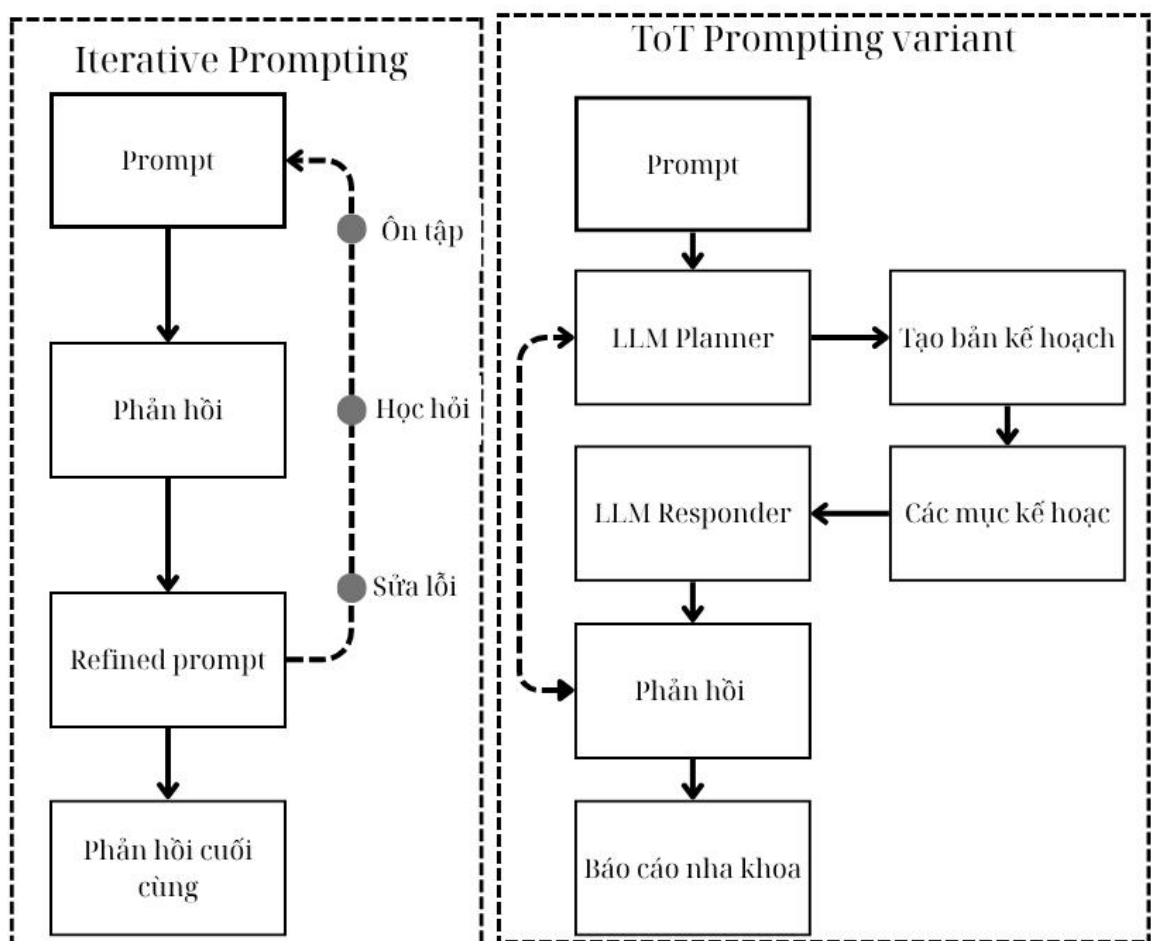 Iterative Prompting
Prompt
Ôn tập
Phản hồi
Học hỏi
Sửa lỗi
Refined prompt
Phản hồi cuối
cùng
ToT Prompting variant
Prompt
LLM Planner
Tạo bản kế hoạch
LLM Responder
Các mục kế hoạc
Phản hồi
Báo cáo nha khoa